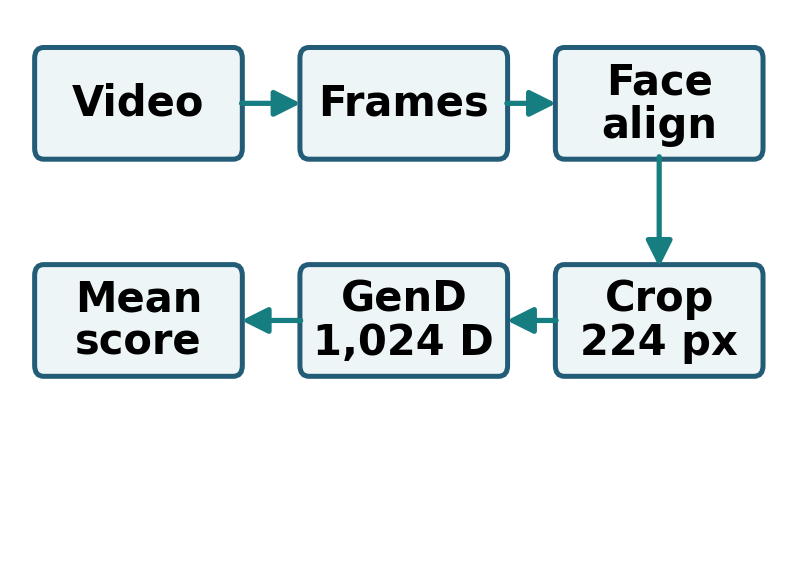 Video
Frames
Face
align
Crop
224 px
GenD
1,024 D
Mean
score